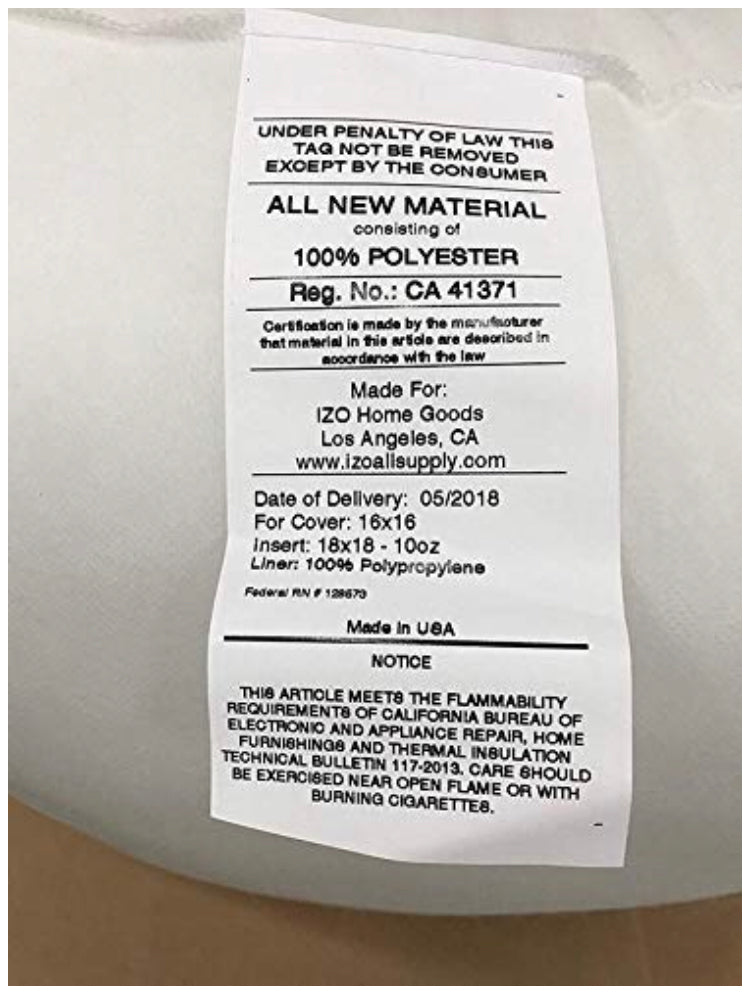 UNDER PENALTY OF LAW THIS
TAG NOT BE REMOVED
EXCEPT BY THE CONSUMER
ALL NEW MATERIAL
consisting of
100% POLYESTER
Reg. No.: CA 41371
Certification is made by the manufacturer
that material in this article are described in
accordance with the law
Made For:
IZO Home Goods
Los Angeles, CA
www.izoallsupply.com
Date of Delivery: 05/2018
For Cover: 16x16
Insert: 18x18 - 10oz
Liner: 100% Polypropylene
Federal RN # 128673
Made in USA
NOTICE
THIS ARTICLE MEETS THE FLAMMABILITY
REQUIREMENTS OF CALIFORNIA BUREAU OF
ELECTRONIC AND APPLIANCE REPAIR, HOME
FURNISHINGS AND THERMAL INSULATION
TECHNICAL BULLETIN 117-2013. CARE SHOULD
BE EXERCISED NEAR OPEN FLAME OR WITH
BURNING CIGARETTES.